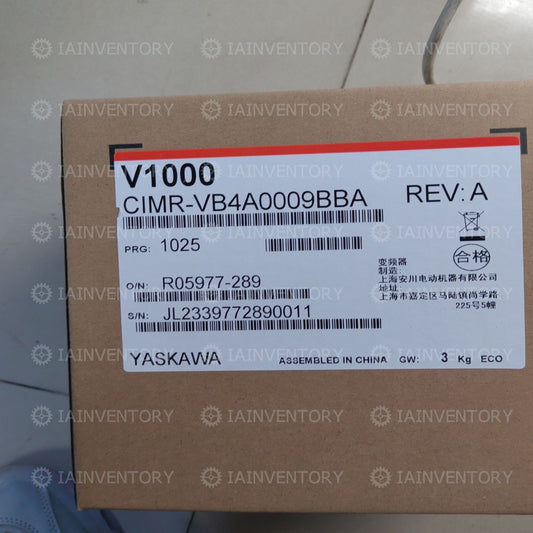 V1000
CIMR-VB4A0009BBA
REV: A
PRG: 1025
合格
变频器
制造:
上海安川电动机器有限公司
地址:
上海市嘉定区马陆镇尚学路
225号5幢
O/N: R05977-289
S/N: JL2339772890011
YASKAWA
ASSEMBLED IN CHINA GW: 3 Kg ECO
IAINVENTORY